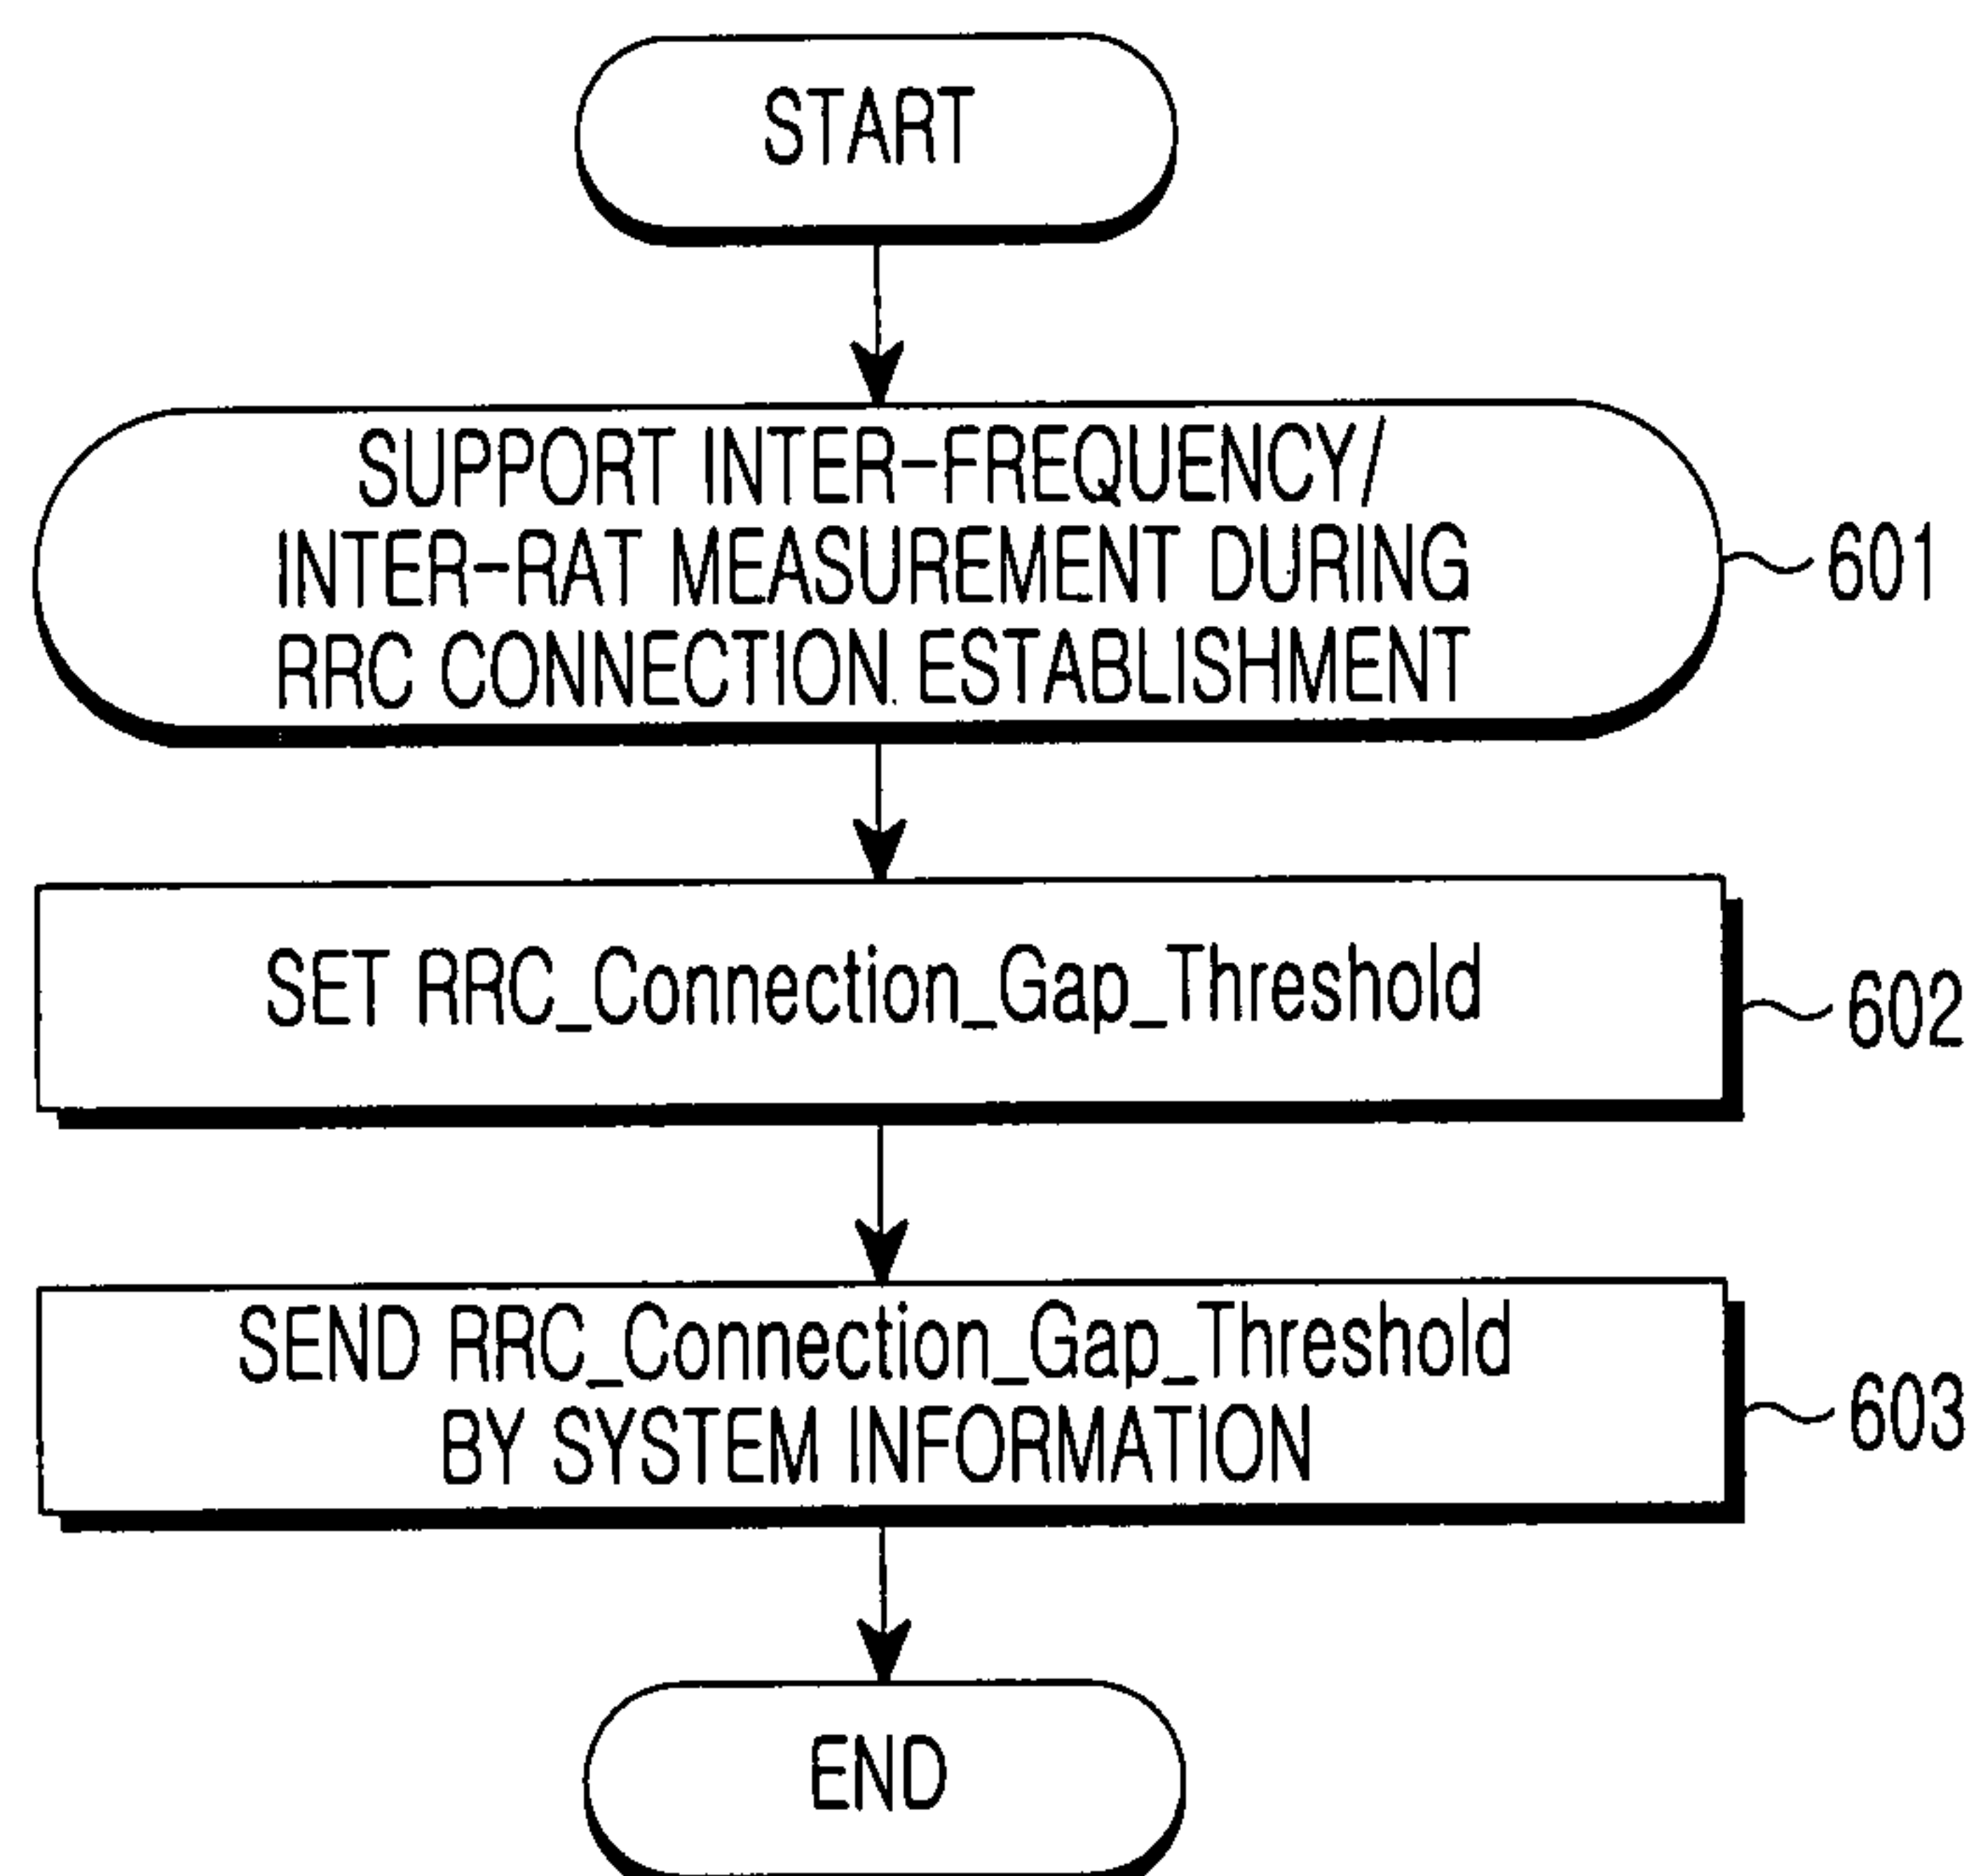 START
SUPPORT INTER-FREQUENCY/
INTER-RAT MEASUREMENT DURING
RRC CONNECTION ESTABLISHMENT
601
SET RRC_Connection_Gap_Threshold
602
SEND RRC_Connection_Gap_Threshold
BY SYSTEM INFORMATION
603
END